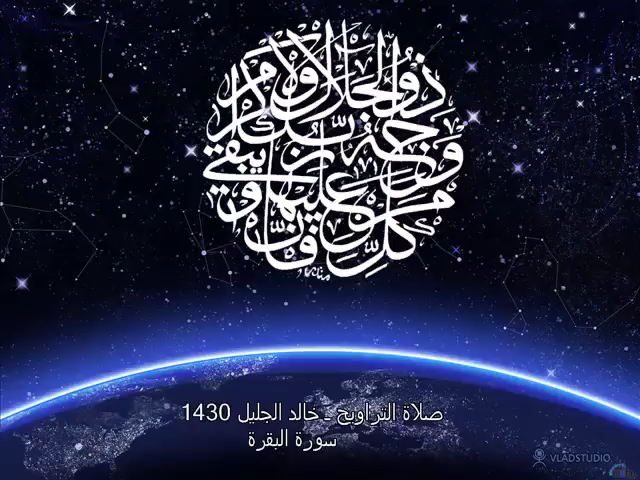 كل من عليها فان ويبقى وجه ربك ذو الجلال والإكرام
صلاة التراويح - خالد الجليل 1430
سورة البقرة
VLADSTUDIO